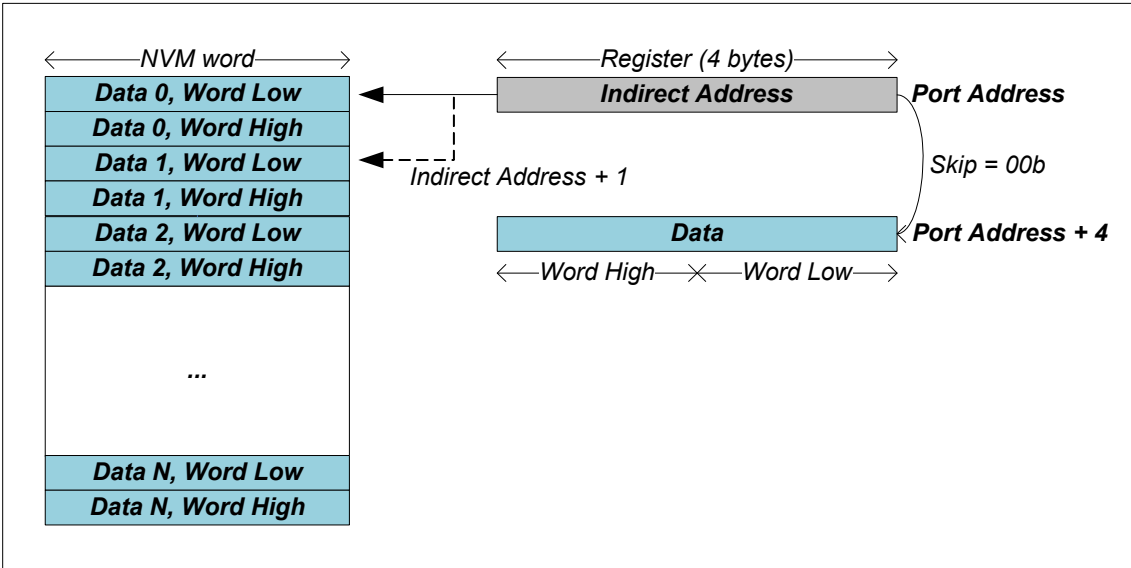 NVM word
Data 0, Word Low
Data 0, Word High
Data 1, Word Low
Data 1, Word High
Data 2, Word Low
Data 2, Word High
...
Data N, Word Low
Data N, Word High
Register (4 bytes)
Indirect Address
Port Address
Indirect Address + 1
Skip = 00b
Data
Port Address + 4
Word High
Word Low